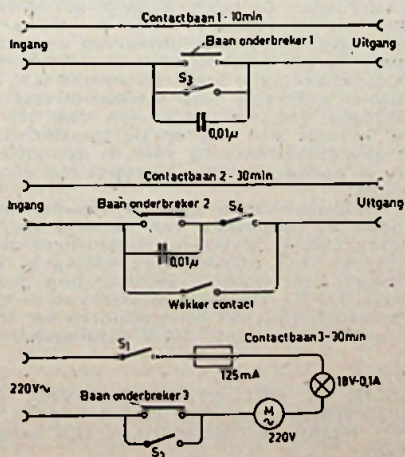 Contactbaan 1 - 10min
Ingang
Baan onderbreker 1
Uitgang
S3
0,01µ
Contactbaan 2 - 30min
Ingang
Baan onderbreker 2
S4
Uitgang
0,01µ
Wekker contact
S1
Contactbaan 3 - 30min
125mA
18V-0,1A
220V~
Baan onderbreker 3
M
~
220V
S2